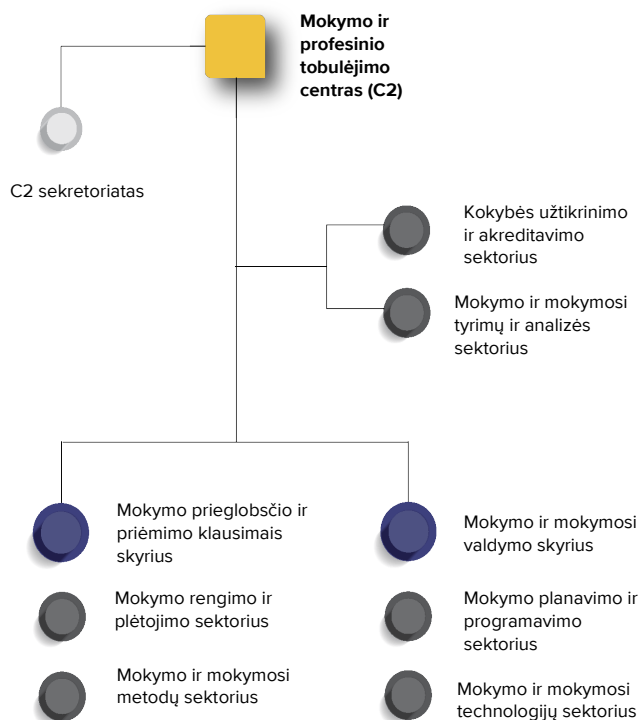 Mokymo ir
profesinio
tobulėjimo
centras (C2)
C2 sekretoriatas
Kokybės užtikrinimo
ir akreditavimo
sektorius
Mokymo ir mokymosi
tyrimų ir analizės
sektorius
Mokymo prieglobsčio ir
priėmimo klausimais
skyrius
Mokymo ir mokymosi
valdymo skyrius
Mokymo rengimo ir
plėtojimo sektorius
Mokymo planavimo ir
programavimo
sektorius
Mokymo ir mokymosi
metodų sektorius
Mokymo ir mokymosi
technologijų sektorius